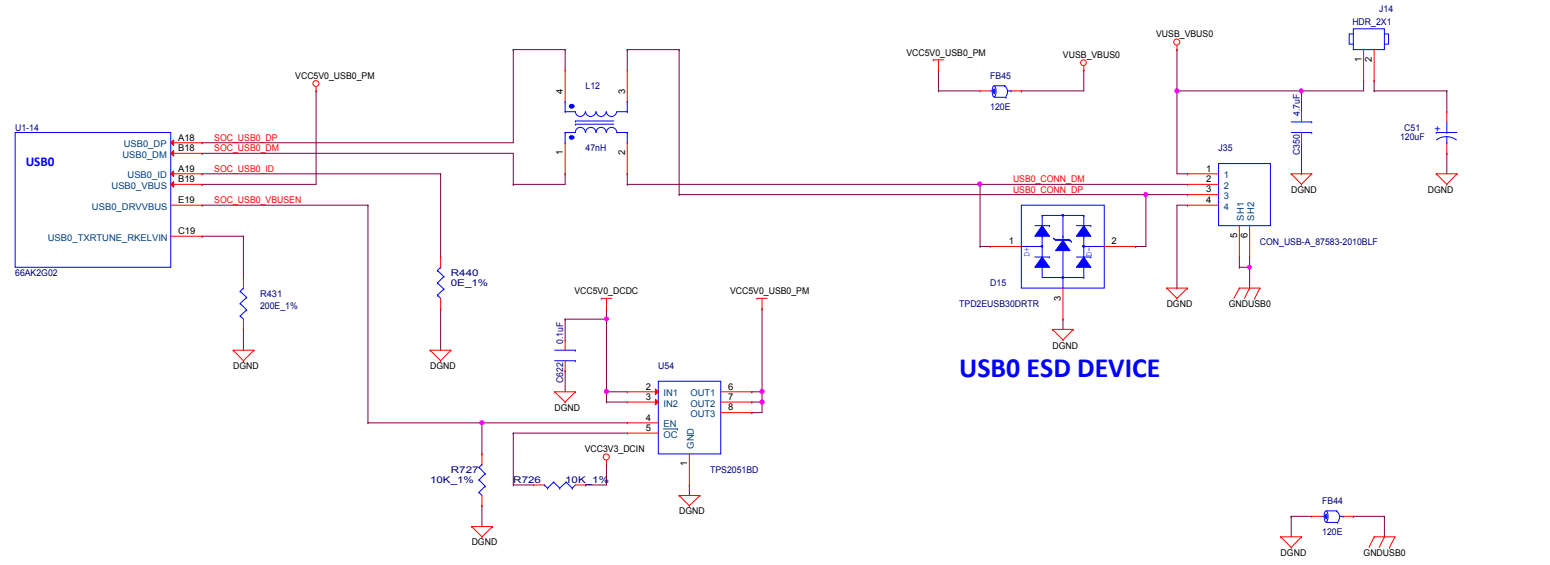 J14
HDR_2X1
1
2
VUSB_VBUS0
VCC5V0_USB0_PM
VUSB_VBUS0
FB45
120E
VCC5V0_USB0_PM
L12
4
3
1
2
47nH
4.7uF
C350
DGND
C51
120uF
+
DGND
U1-14
USB0
USB0_DP
USB0_DM
USB0_ID
USB0_VBUS
USB0_DRVVBUS
USB0_TXRTUNE_RKELVIN
66AK2G02
A18
B18
A19
B19
E19
C19
SOC_USB0_DP
SOC_USB0_DM
SOC_USB0_ID
SOC_USB0_VBUSEN
R431
200E_1%
DGND
R440
0E_1%
DGND
USB0_CONN_DM
USB0_CONN_DP
J35
1
2
3
4
1
2
3
4
SH1
SH2
5
6
CON_USB-A_87583-2010BLF
DGND
GNDUSB0
1
D+
D-
2
D15
3
TPD2EUSB30DRTR
DGND
USB0 ESD DEVICE
VCC5V0_DCDC
VCC5V0_USB0_PM
0.1uF
C622
DGND
U54
2
3
4
5
IN1
IN2
EN
OC
OUT1
OUT2
OUT3
GND
6
7
8
1
TPS2051BD
DGND
VCC3V3_DCIN
R727
10K_1%
DGND
R726
10K_1%
FB44
120E
DGND
GNDUSB0